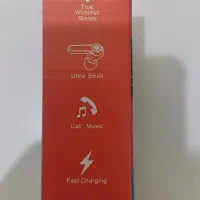 True
Wireless
Stereo
Ultra Small
Call / Music
Fast Charging